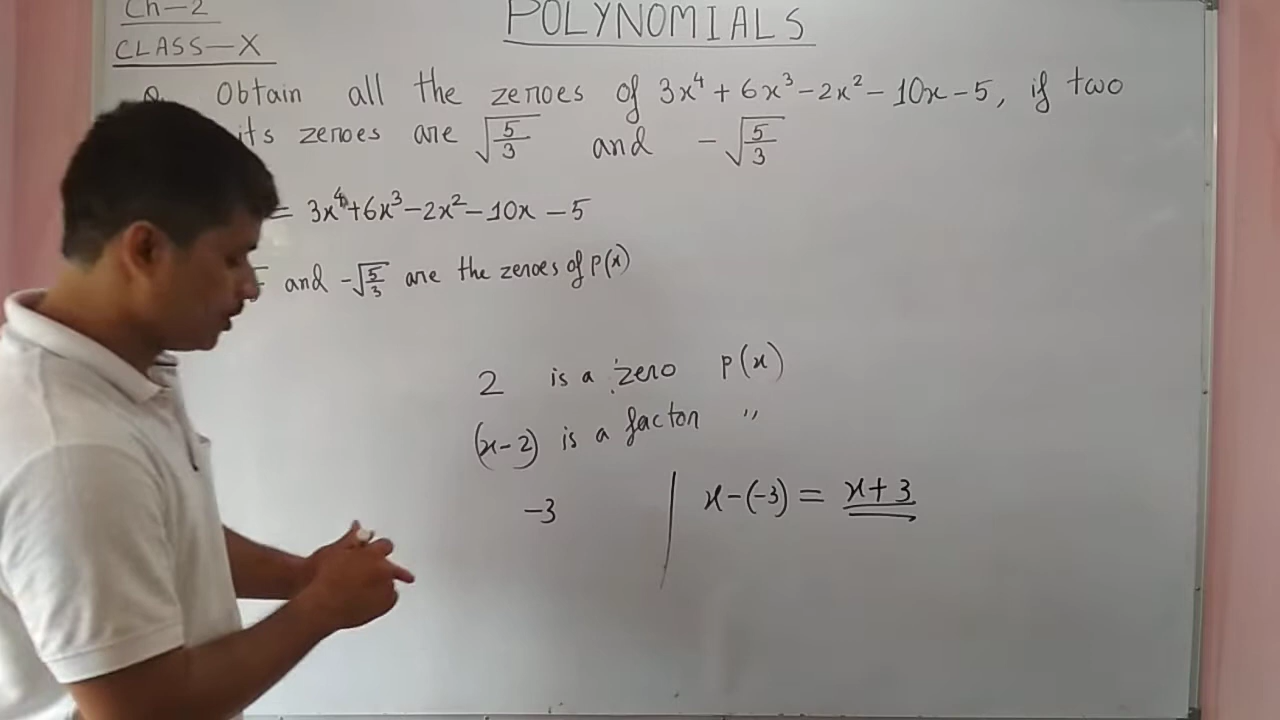 Ch-2
POLYNOMIALS
CLASS-X
Q. Obtain all the zeroes of 3x⁴ + 6x³ - 2x² - 10x - 5, if two
its zeroes are √(5/3) and -√(5/3)
= 3x⁴ + 6x³ - 2x² - 10x - 5
and -√(5/3) are the zeroes of p(x)
2 is a zero p(x)
(x-2) is a factor "
-3 | x-(-3) = x+3